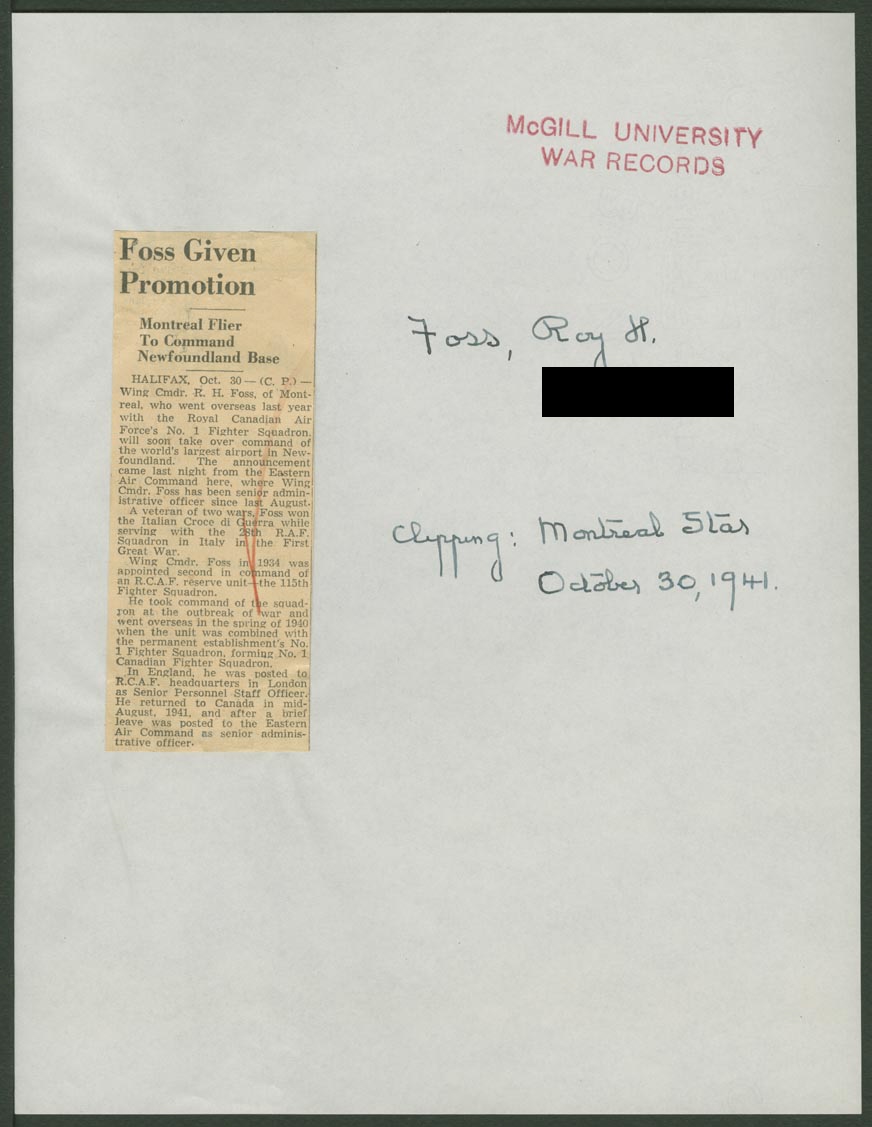 McGILL UNIVERSITY
WAR RECORDS
Foss Given
Promotion
Montreal Flier
To Command
Newfoundland Base
HALIFAX, Oct. 30 — (C. P.) —
Wing Cmdr. R. H. Foss, of Mont-
real, who went overseas last year
with the Royal Canadian Air
Force's No. 1 Fighter Squadron,
will soon take over command of
the world's largest airport in New-
foundland. The announcement
came last night from the Eastern
Air Command here, where Wing
Cmdr. Foss has been senior admin-
istrative officer since last August.
A veteran of two wars, Foss won
the Italian Croce di Guerra while
serving with the 28th R.A.F.
Squadron in Italy in the First
Great War.
Wing Cmdr. Foss in 1934 was
appointed second in command of
an R.C.A.F. reserve unit—the 115th
Fighter Squadron.
He took command of the squad-
ron at the outbreak of war and
went overseas in the spring of 1940
when the unit was combined with
the permanent establishment's No.
1 Fighter Squadron, forming No. 1
Canadian Fighter Squadron.
In England, he was posted to
R.C.A.F. headquarters in London
as Senior Personnel Staff Officer.
He returned to Canada in mid-
August, 1941, and after a brief
leave was posted to the Eastern
Air Command as senior adminis-
trative officer.
Foss, Roy H.
Clipping: Montreal Star
October 30, 1941.